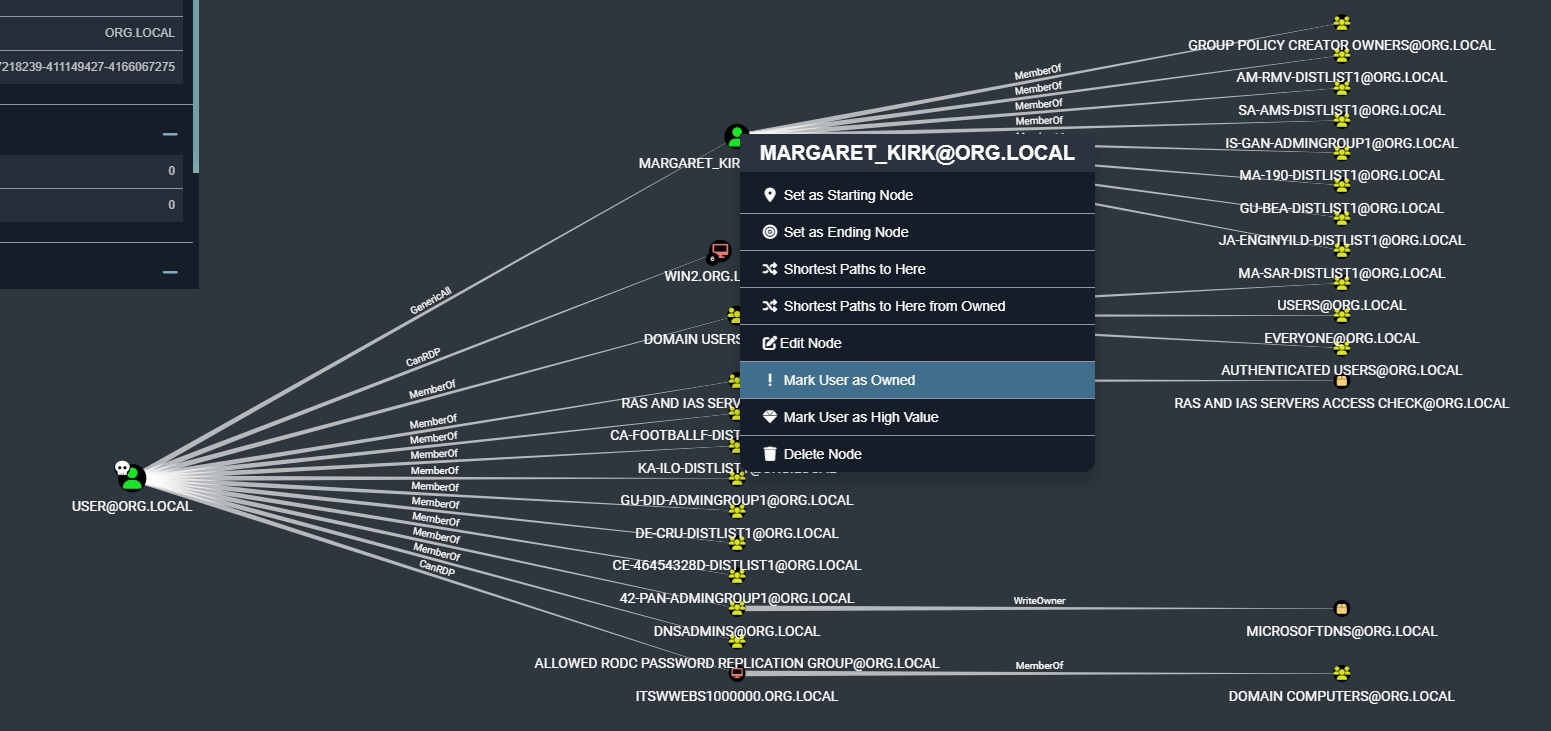 ORG.LOCAL
7218239-411149427-4166067275
0
0
GROUP POLICY CREATOR OWNERS@ORG.LOCAL
MemberOf
AM-RMV-DISTLIST1@ORG.LOCAL
MemberOf
SA-AMS-DISTLIST1@ORG.LOCAL
MemberOf
MemberOf
IS-GAN-ADMINGROUP1@ORG.LOCAL
MARGARET_KIR
MARGARET_KIRK@ORG.LOCAL
MA-190-DISTLIST1@ORG.LOCAL
Set as Starting Node
GU-BEA-DISTLIST1@ORG.LOCAL
Set as Ending Node
JA-ENGINYILD-DISTLIST1@ORG.LOCAL
WIN2.ORG.L
6
Shortest Paths to Here
MA-SAR-DISTLIST1@ORG.LOCAL
GenericAll
Shortest Paths to Here from Owned
USERS@ORG.LOCAL
DOMAIN USERS
Edit Node
EVERYONE@ORG.LOCAL
CanRDP
Mark User as Owned
AUTHENTICATED USERS@ORG.LOCAL
MemberOf
RAS AND IAS SERV
Mark User as High Value
RAS AND IAS SERVERS ACCESS CHECK@ORG.LOCAL
MemberOf
CA-FOOTBALLF-DIST
MemberOf
Delete Node
MemberOf
KA-ILO-DISTLIST1@ORG.LOCAL
MemberOf
MemberOf
GU-DID-ADMINGROUP1@ORG.LOCAL
USER@ORG.LOCAL
MemberOf
MemberOf
DE-CRU-DISTLIST1@ORG.LOCAL
MemberOf
MemberOf
CE-46454328D-DISTLIST1@ORG.LOCAL
CanRDP
42-PAN-ADMINGROUP1@ORG.LOCAL
WriteOwner
DNSADMINS@ORG.LOCAL
MICROSOFTDNS@ORG.LOCAL
ALLOWED RODC PASSWORD REPLICATION GROUP@ORG.LOCAL
MemberOf
ITSWWEBS1000000.ORG.LOCAL
DOMAIN COMPUTERS@ORG.LOCAL